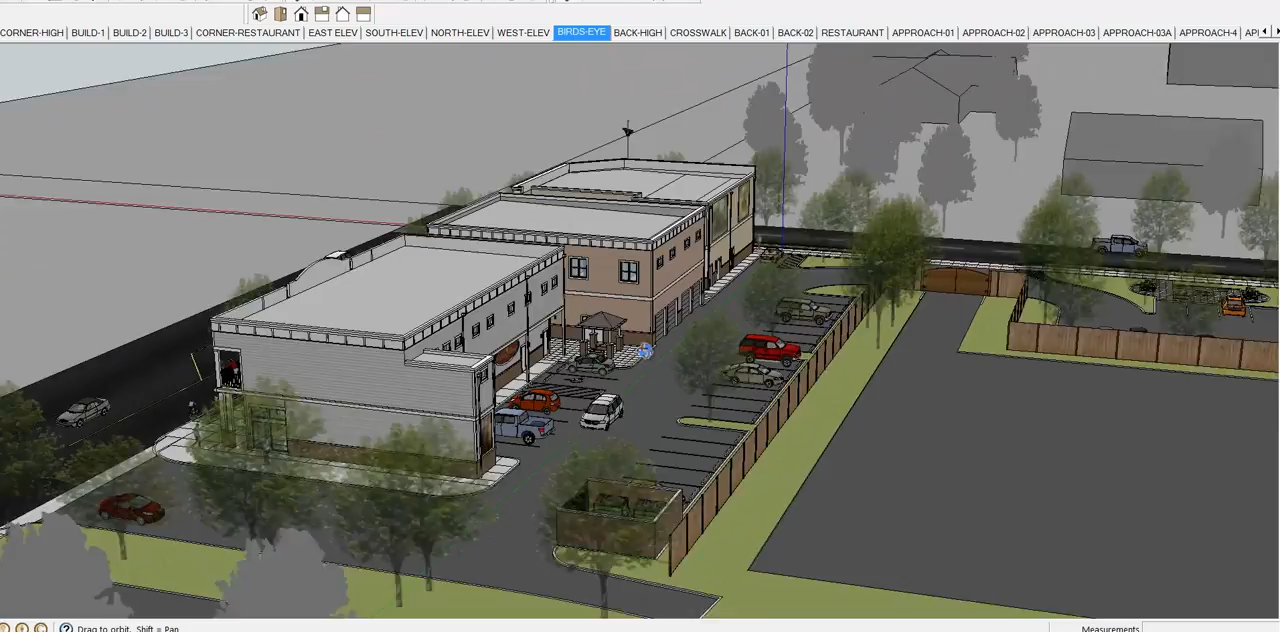 CORNER-HIGH BUILD-1 BUILD-2 BUILD-3 CORNER-RESTAURANT EAST ELEV SOUTH-ELEV NORTH-ELEV WEST-ELEV BIRDS-EYE BACK-HIGH CROSSWALK BACK-01 BACK-02 RESTAURANT APPROACH-01 APPROACH-02 APPROACH-03 APPROACH-03A APPROACH-4
Drag to orbit. Shift = Pan Measurements